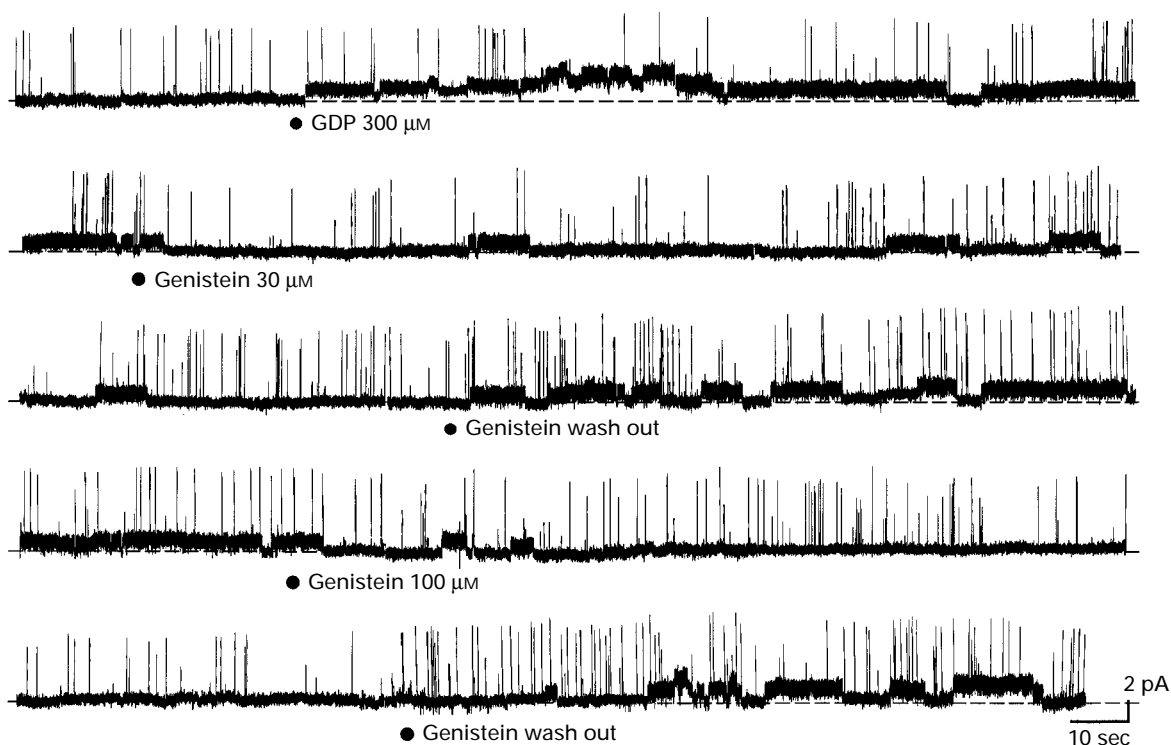 ● GDP 300 μM
● Genistein 30 μM
● Genistein wash out
● Genistein 100 μM
2 pA
10 sec
● Genistein wash out